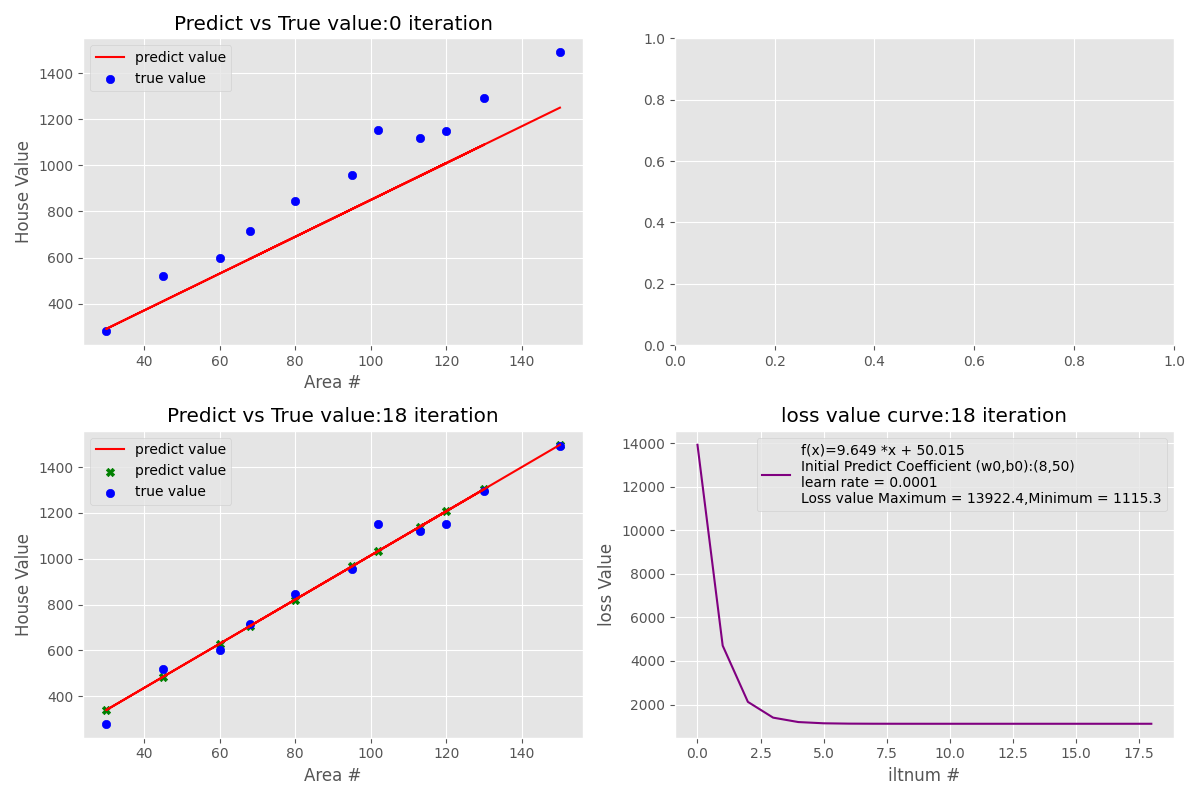 Predict vs True value:0 iteration
predict value
true value
House Value
1400
1200
1000
800
600
400
40
60
80
100
120
140
Area #
1.0
0.8
0.6
0.4
0.2
0.0
0.0
0.2
0.4
0.6
0.8
1.0
Predict vs True value:18 iteration
predict value
predict value
true value
House Value
1400
1200
1000
800
600
400
40
60
80
100
120
140
Area #
loss value curve:18 iteration
f(x)=9.649 *x + 50.015
Initial Predict Coefficient (w0,b0):(8,50)
learn rate = 0.0001
Loss value Maximum = 13922.4,Minimum = 1115.3
loss Value
14000
12000
10000
8000
6000
4000
2000
0.0
2.5
5.0
7.5
10.0
12.5
15.0
17.5
iltnum #